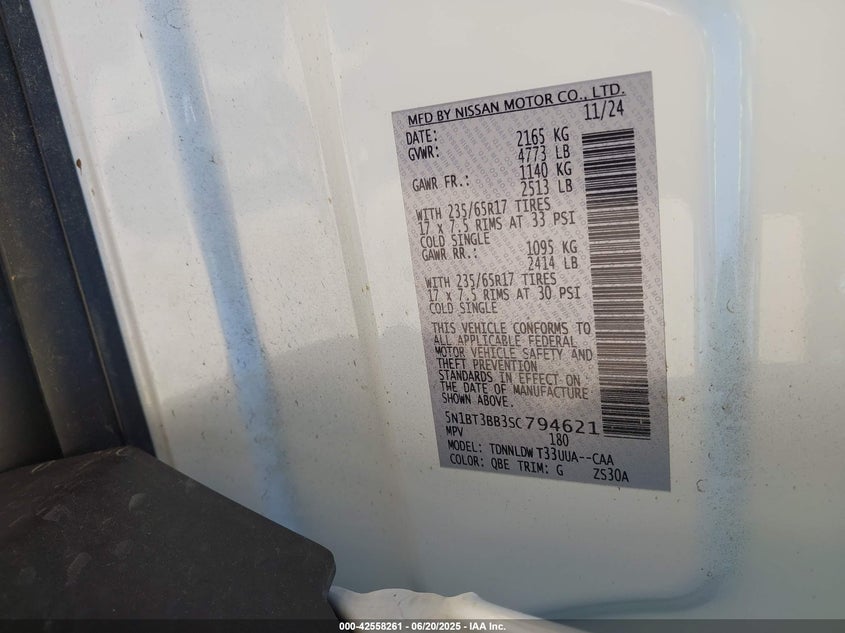 MFD BY NISSAN MOTOR CO., LTD.
DATE: 11/24
GVWR: 2165 KG
4773 LB
GAWR FR.: 1140 KG
2513 LB
WITH 235/65R17 TIRES
17 x 7.5 RIMS AT 33 PSI
COLD SINGLE
GAWR RR.: 1095 KG
2414 LB
WITH 235/65R17 TIRES
17 x 7.5 RIMS AT 30 PSI
COLD SINGLE
THIS VEHICLE CONFORMS TO
ALL APPLICABLE FEDERAL
MOTOR VEHICLE SAFETY AND
THEFT PREVENTION
STANDARDS IN EFFECT ON
THE DATE OF MANUFACTURE
SHOWN ABOVE.
5N1BT3BB3SC794621
MPV 180
MODEL: TDNNLDW T33UUA--CAA
COLOR: QBE TRIM: G ZS30A
000-42558261 - 06/20/2025 - IAA Inc.